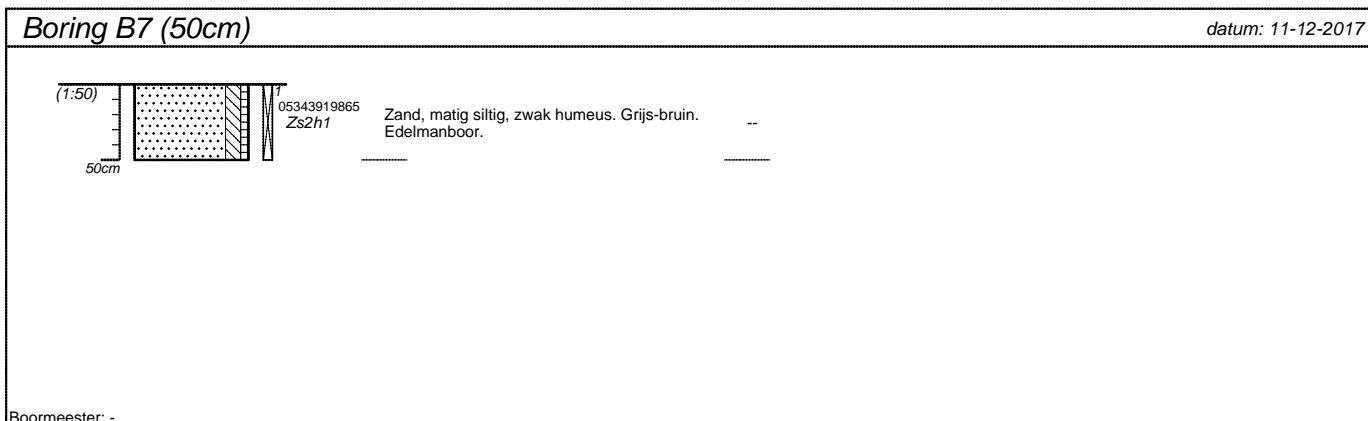 Boring B7 (50cm)
datum: 11-12-2017
(1:50)
1
05343919865
Zs2h1
Zand, matig siltig, zwak humeus. Grijs-bruin.
Edelmanboor.
--
50cm
Boormeester: -